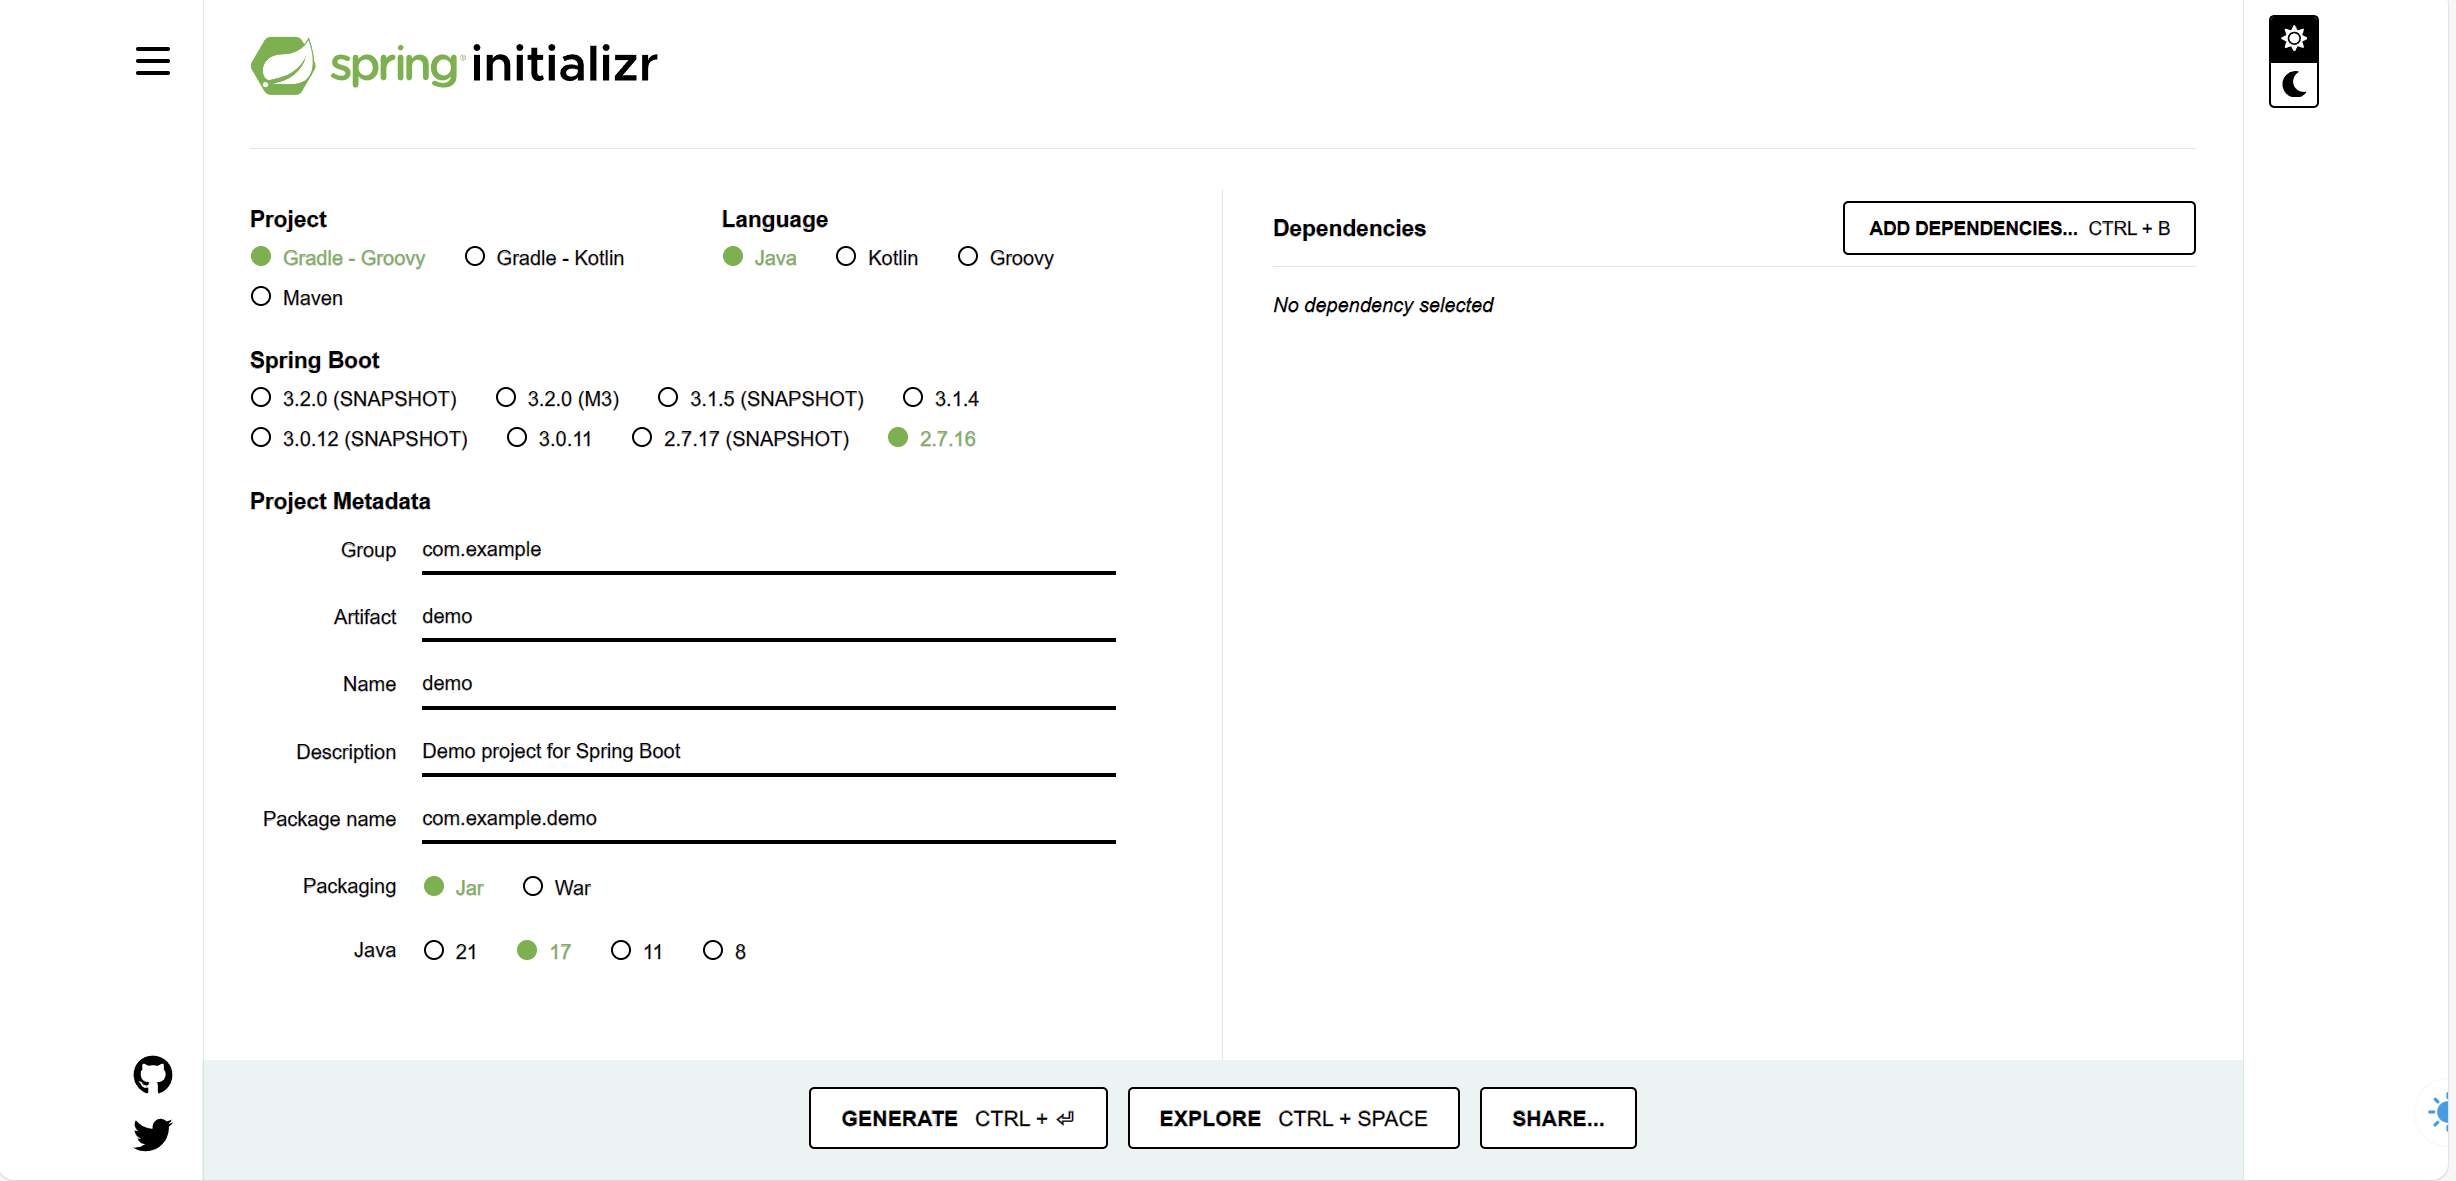 spring initializr
Project
Gradle - Groovy Gradle - Kotlin
Maven
Language
Java Kotlin Groovy
Spring Boot
3.2.0 (SNAPSHOT) 3.2.0 (M3) 3.1.5 (SNAPSHOT) 3.1.4
3.0.12 (SNAPSHOT) 3.0.11 2.7.17 (SNAPSHOT) 2.7.16
Project Metadata
Group com.example
Artifact demo
Name demo
Description Demo project for Spring Boot
Package name com.example.demo
Packaging Jar War
Java 21 17 11 8
Dependencies ADD DEPENDENCIES... CTRL + B
No dependency selected
GENERATE CTRL + ⏎ EXPLORE CTRL + SPACE SHARE...